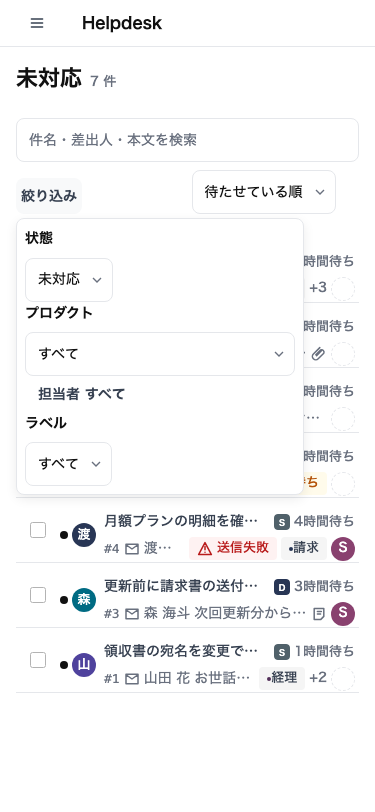 Helpdesk
未対応 7 件
件名・差出人・本文を検索
絞り込み
待たせている順
状態
時間待ち
未対応
+3
プロダクト
時間待ち
すべて
担当者 すべて
時間待ち
ラベル
…
すべて
時間待ち
ち
渡 月額プランの明細を確… S 4時間待ち
#4 渡… 送信失敗 •請求 S
森 更新前に請求書の送付… D 3時間待ち
#3 森 海斗 次回更新分から… S
山 領収書の宛名を変更で… S 1時間待ち
#1 山田 花 お世話… •経理 +2